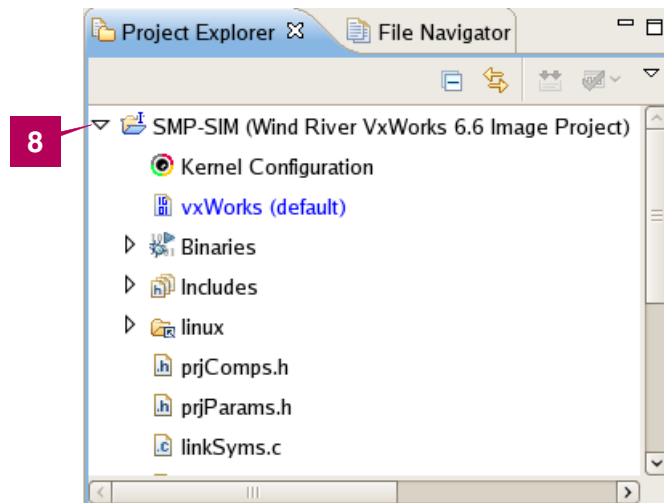 Project Explorer File Navigator
8
SMP-SIM (Wind River VxWorks 6.6 Image Project)
Kernel Configuration
vxWorks (default)
Binaries
Includes
linux
.h prjComps.h
.h prjParams.h
.c linkSyms.c